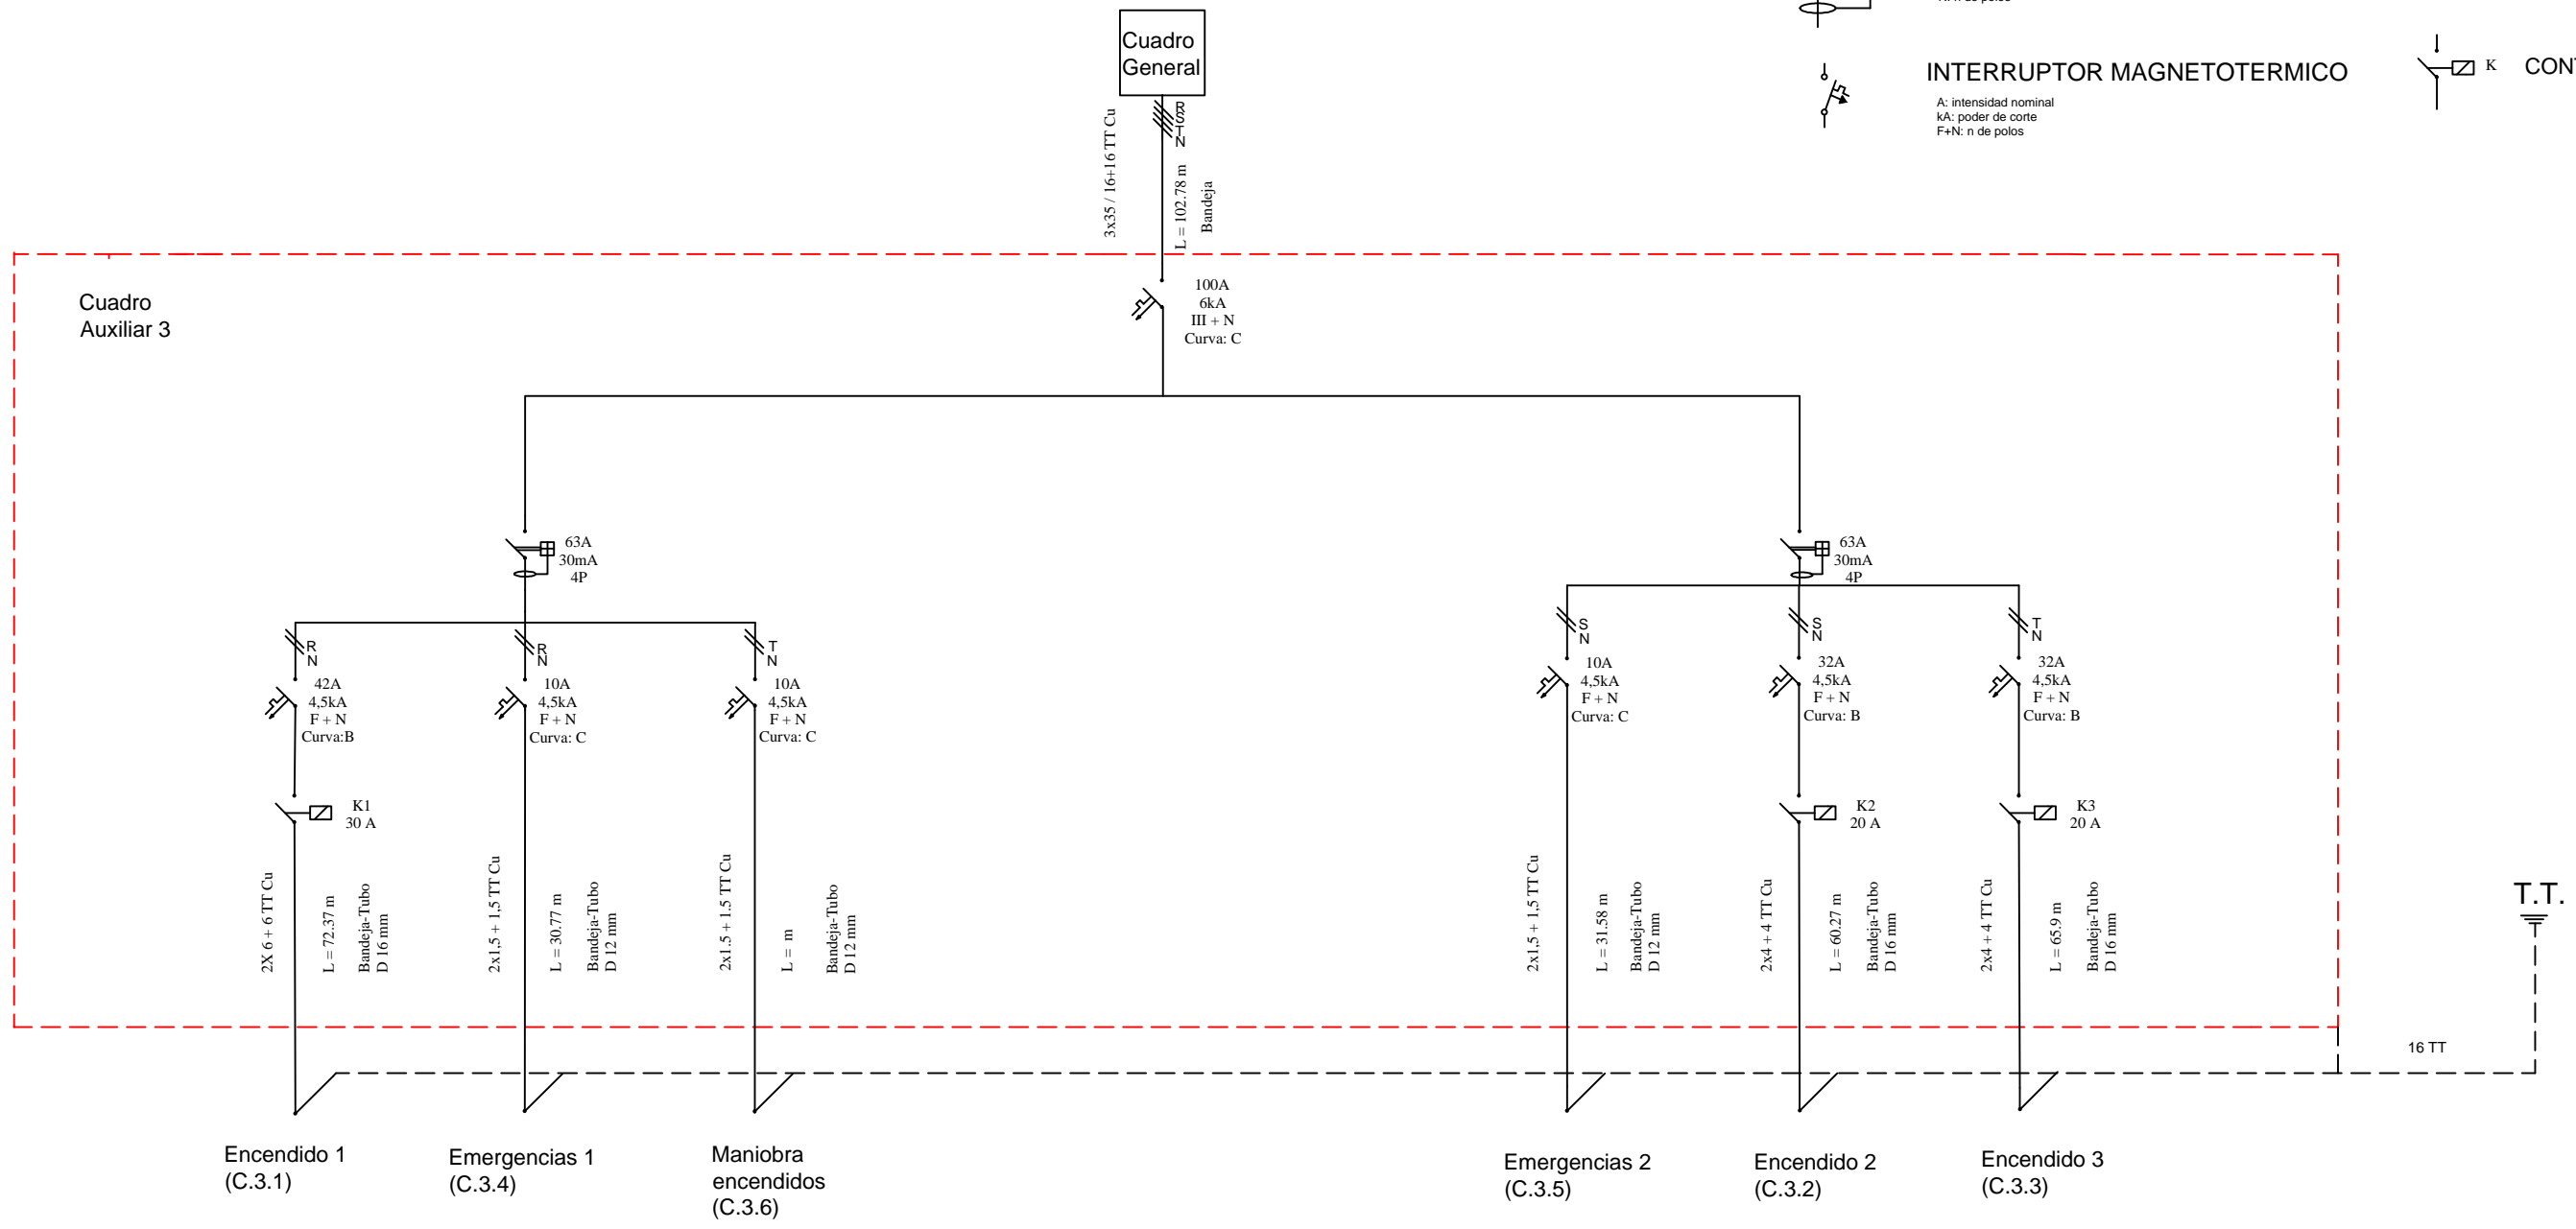 Cuadro
General
R
S
T
N
3x35 / 16+16 TT Cu
L = 102.78 m
Bandeja
INTERRUPTOR MAGNETOTERMICO
A: intensidad nominal
kA: poder de corte
F+N: n de polos
K
Cuadro
Auxiliar 3
100A
6kA
III + N
Curva: C
63A
30mA
4P
63A
30mA
4P
R
N
42A
4,5kA
F + N
Curva:B
R
N
10A
4,5kA
F + N
Curva: C
T
N
10A
4,5kA
F + N
Curva: C
S
N
10A
4,5kA
F + N
Curva: C
S
N
32A
4,5kA
F + N
Curva: B
T
N
32A
4,5kA
F + N
Curva: B
K1
30 A
K2
20 A
K3
20 A
2X 6 + 6 TT Cu
L = 72.37 m
Bandeja-Tubo
D 16 mm
2x1,5 + 1,5 TT Cu
L = 30.77 m
Bandeja-Tubo
D 12 mm
2x1.5 + 1.5 TT Cu
L = m
Bandeja-Tubo
D 12 mm
2x1,5 + 1,5 TT Cu
L = 31.58 m
Bandeja-Tubo
D 12 mm
2x4 + 4 TT Cu
L = 60.27 m
Bandeja-Tubo
D 16 mm
2x4 + 4 TT Cu
L = 65.9 m
Bandeja-Tubo
D 16 mm
T.T.
16 TT
Encendido 1
(C.3.1)
Emergencias 1
(C.3.4)
Maniobra
encendidos
(C.3.6)
Emergencias 2
(C.3.5)
Encendido 2
(C.3.2)
Encendido 3
(C.3.3)